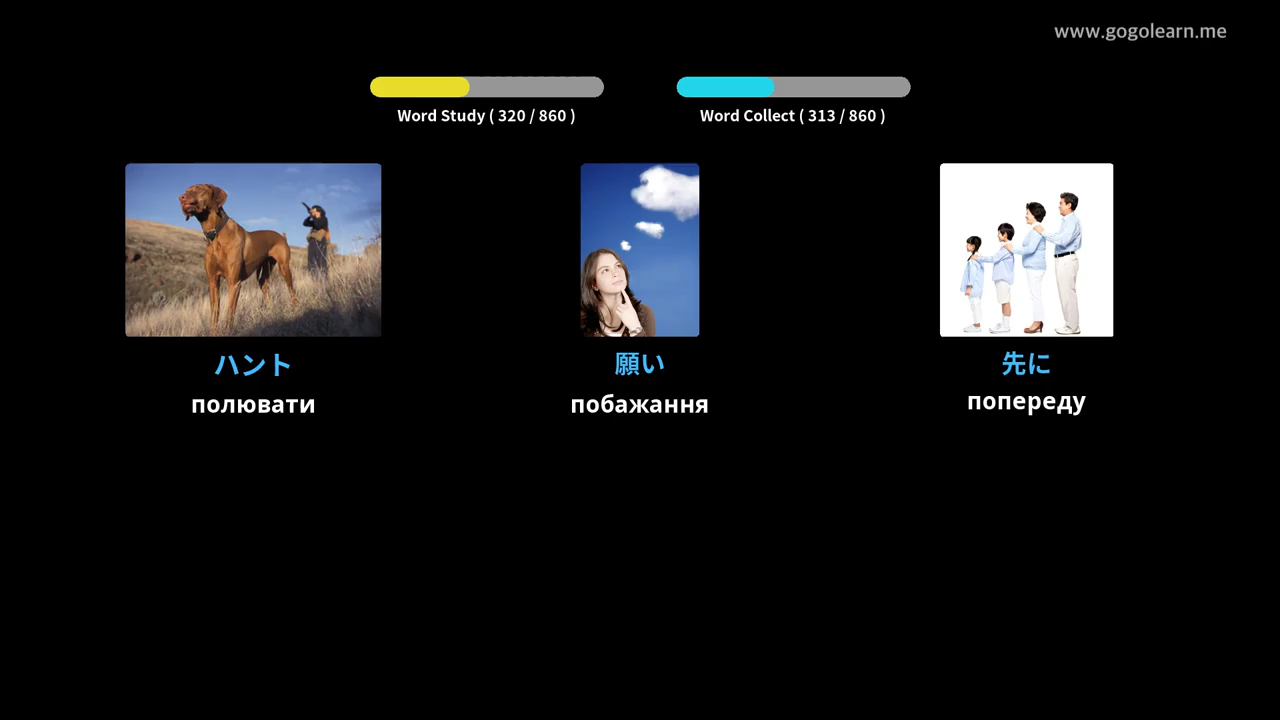 www.gogolearn.me
Word Study ( 320 / 860 )
Word Collect ( 313 / 860 )
ハント
願い
先に
полювати
побажання
попереду